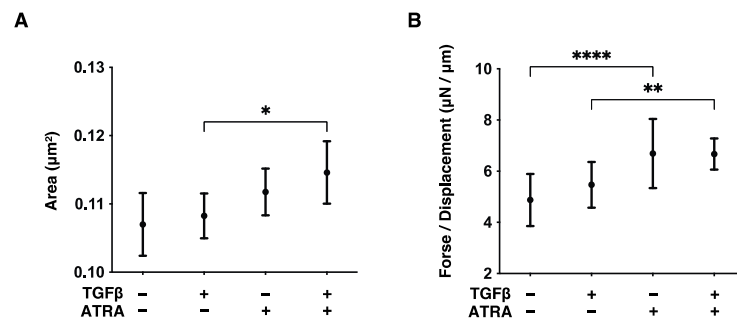 A
Area (µm²)
0.13
0.12
0.11
0.10
*
TGFβ − + − +
ATRA − − + +
B
Forse / Displacement (µN / µm)
10
8
6
4
2
****
**
TGFβ − + − +
ATRA − − + +